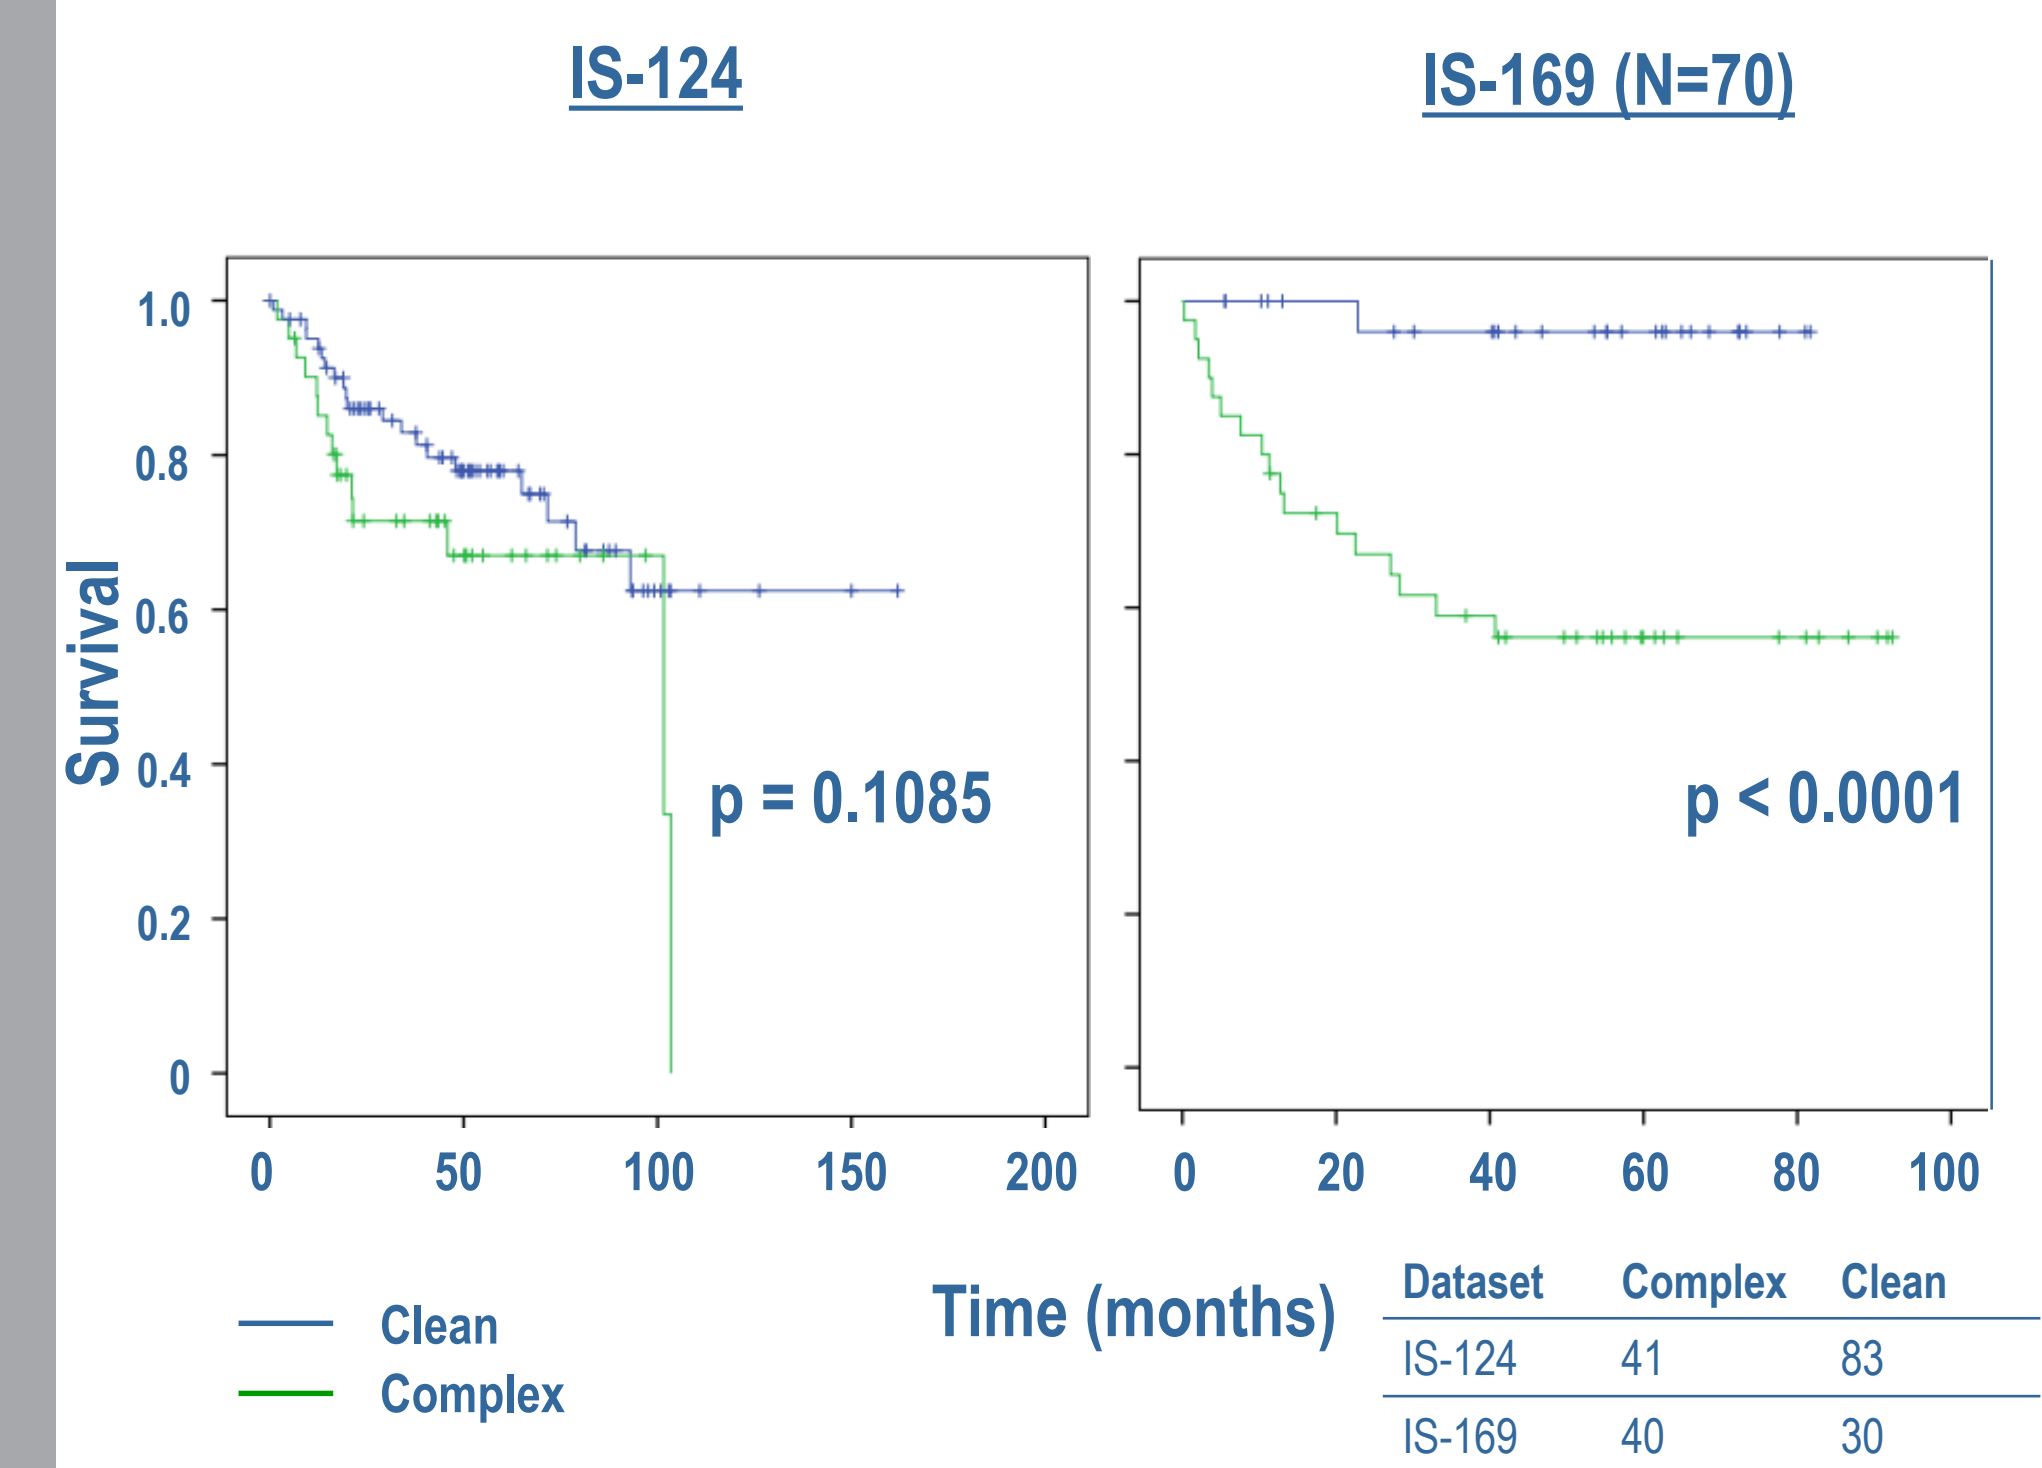 IS-124
IS-169 (N=70)
Survival
1.0
0.8
0.6
0.4
0.2
0
p = 0.1085
p < 0.0001
0 50 100 150 200
0 20 40 60 80 100
Time (months)
Clean
Complex
Dataset Complex Clean
IS-124 41 83
IS-169 40 30